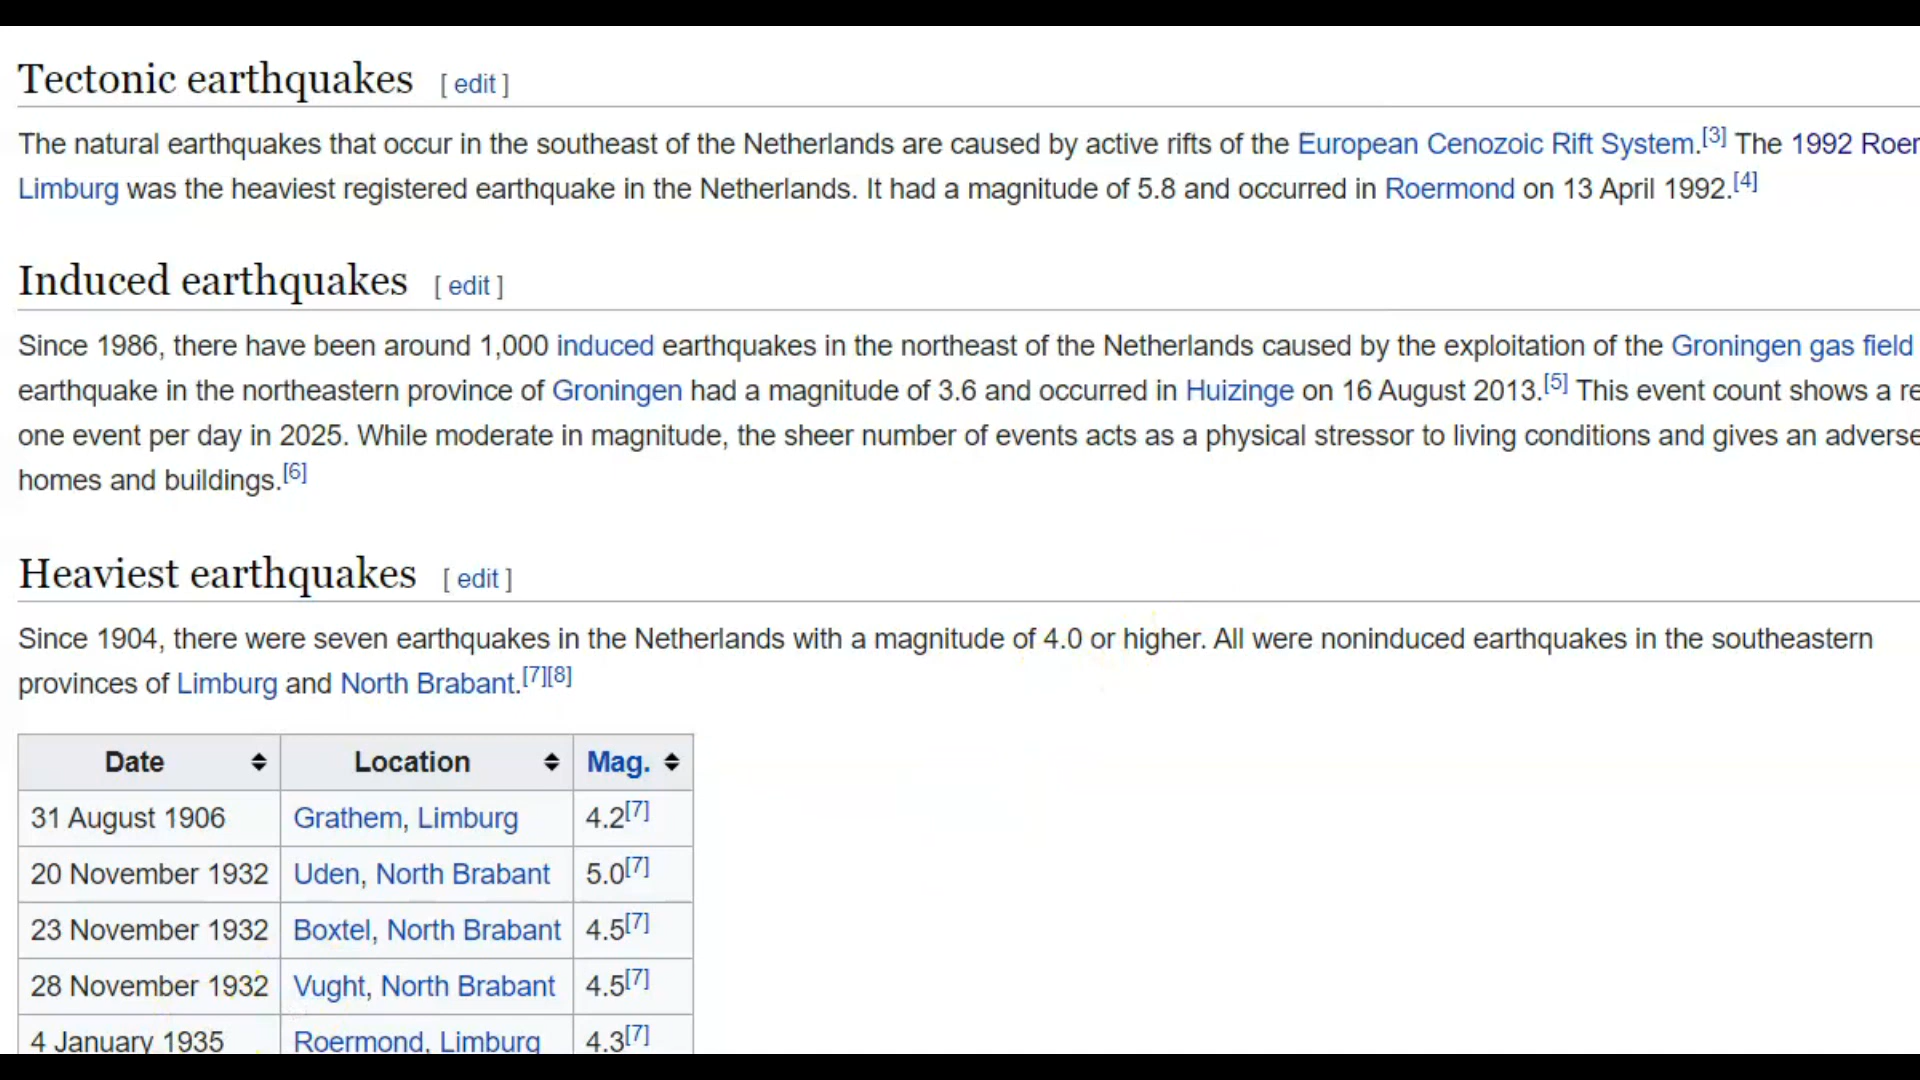 Tectonic earthquakes [ edit ]
The natural earthquakes that occur in the southeast of the Netherlands are caused by active rifts of the European Cenozoic Rift System.[3] The 1992 Roer
Limburg was the heaviest registered earthquake in the Netherlands. It had a magnitude of 5.8 and occurred in Roermond on 13 April 1992.[4]
Induced earthquakes [ edit ]
Since 1986, there have been around 1,000 induced earthquakes in the northeast of the Netherlands caused by the exploitation of the Groningen gas field
earthquake in the northeastern province of Groningen had a magnitude of 3.6 and occurred in Huizinge on 16 August 2013.[5] This event count shows a re
one event per day in 2025. While moderate in magnitude, the sheer number of events acts as a physical stressor to living conditions and gives an adverse
homes and buildings.[6]
Heaviest earthquakes [ edit ]
Since 1904, there were seven earthquakes in the Netherlands with a magnitude of 4.0 or higher. All were noninduced earthquakes in the southeastern
provinces of Limburg and North Brabant.[7][8]
Date Location Mag.
31 August 1906 Grathem, Limburg 4.2[7]
20 November 1932 Uden, North Brabant 5.0[7]
23 November 1932 Boxtel, North Brabant 4.5[7]
28 November 1932 Vught, North Brabant 4.5[7]
4 January 1935 Roermond, Limburg 4.3[7]